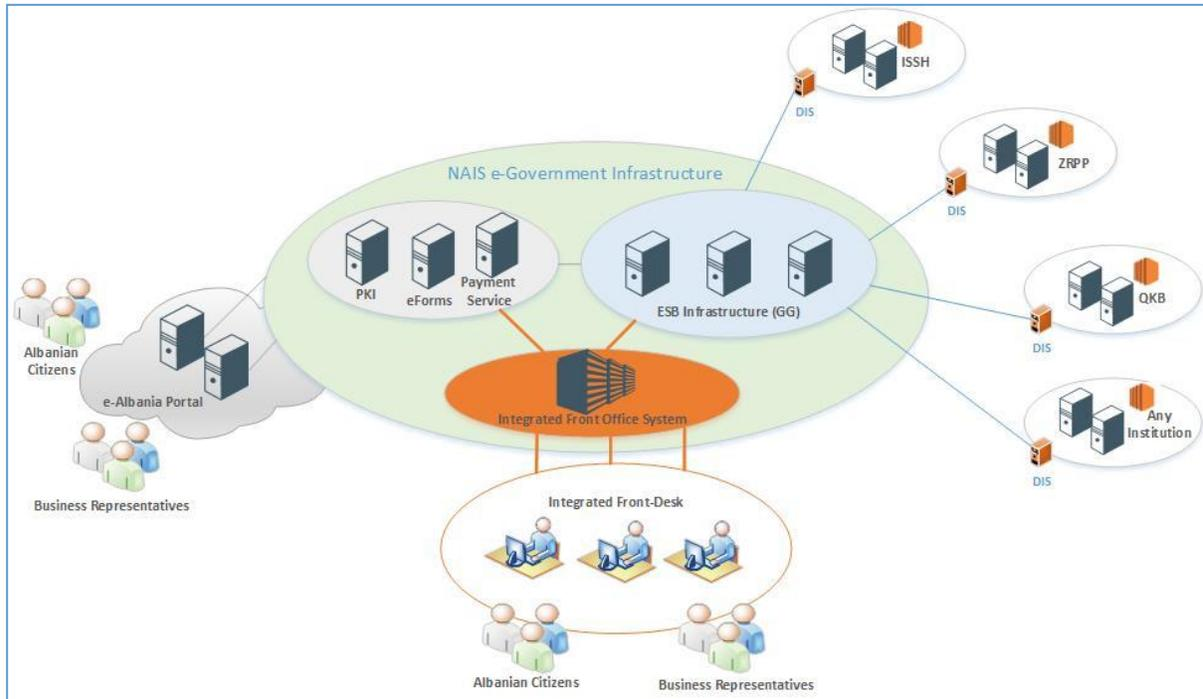 ISSH
DIS
ZRPP
DIS
NAIS e-Government Infrastructure
PKI
eForms
Payment
Service
ESB Infrastructure (GG)
QKB
DIS
Albanian
Citizens
e-Albania Portal
Integrated Front Office System
Any
Institution
DIS
Business Representatives
Integrated Front-Desk
Albanian Citizens
Business Representatives